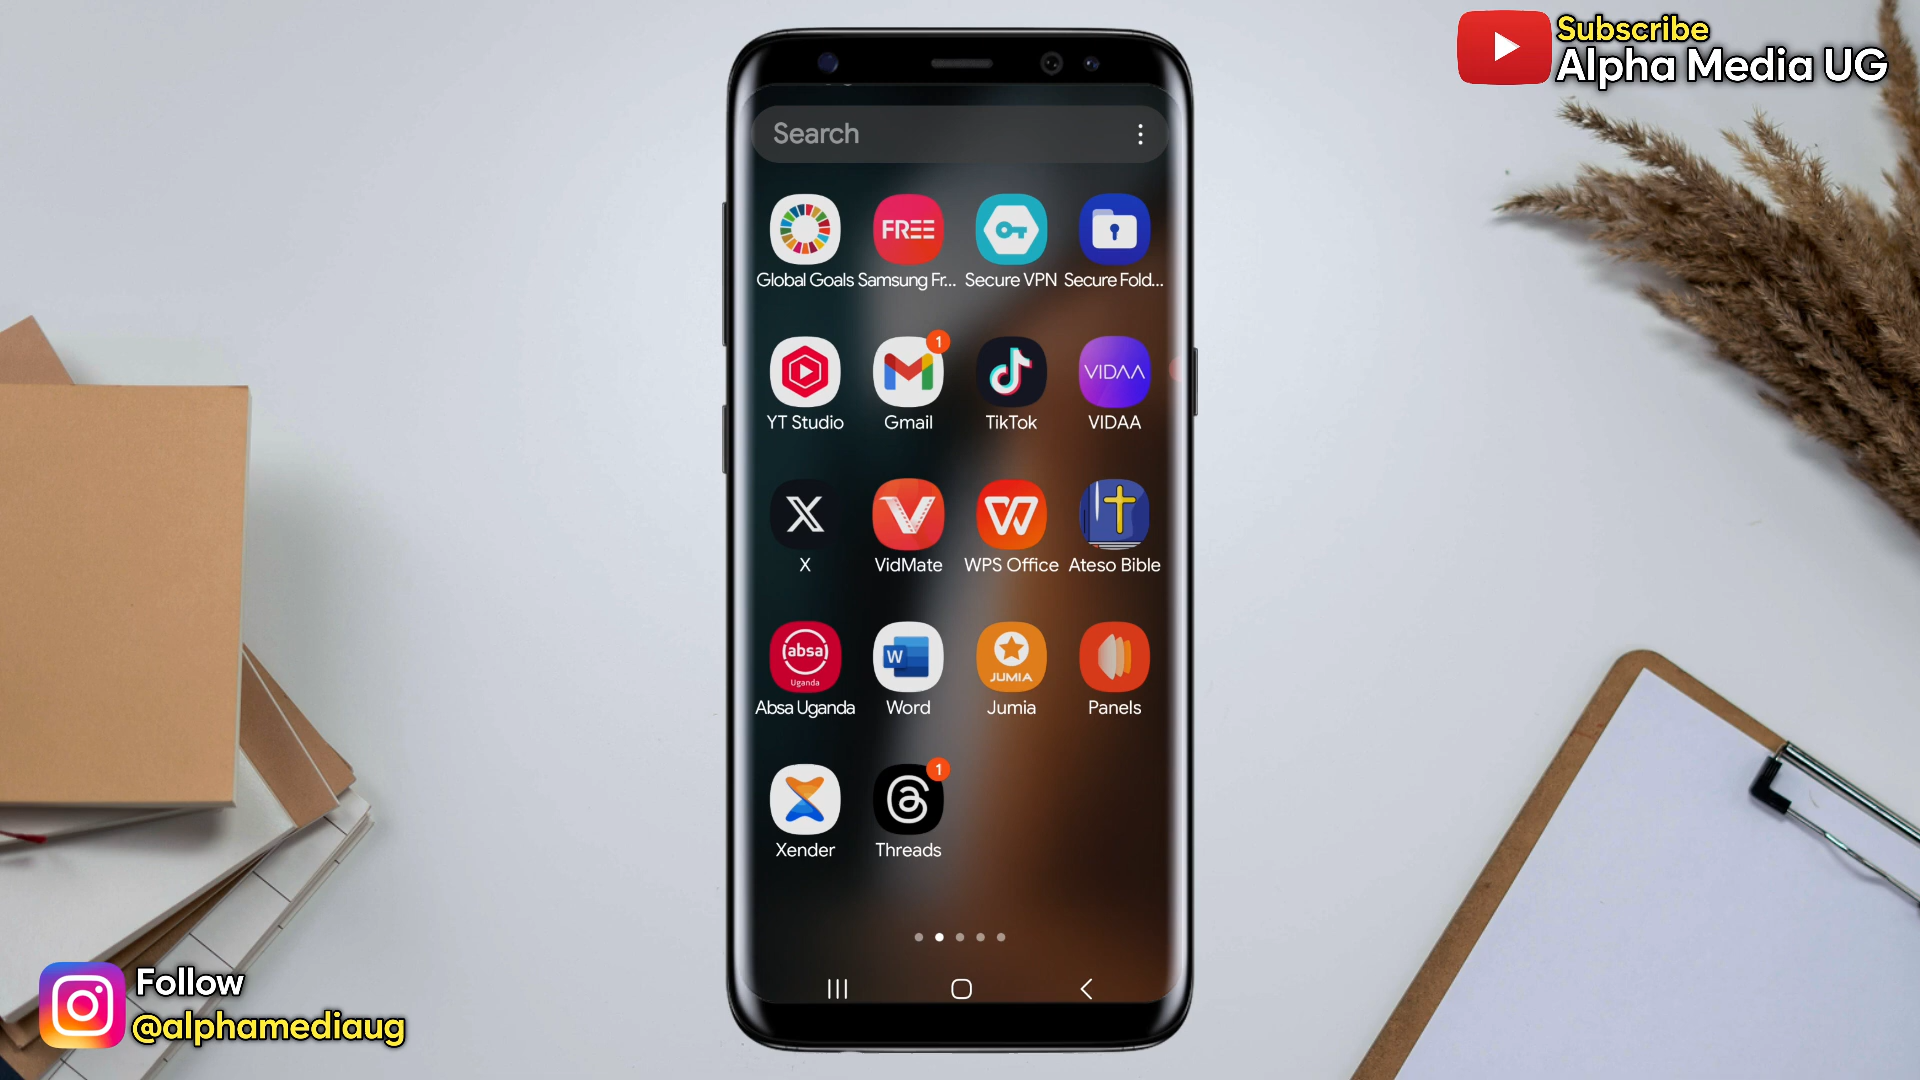 Subscribe
Alpha Media UG
Search
FREE
Global Goals Samsung Fr... Secure VPN Secure Fold...
1
VIDAA
YT Studio Gmail TikTok VIDAA
X VidMate WPS Office Ateso Bible
absa
Uganda
W
JUMIA
Absa Uganda Word Jumia Panels
1
Xender Threads
Follow
@alphamediaug